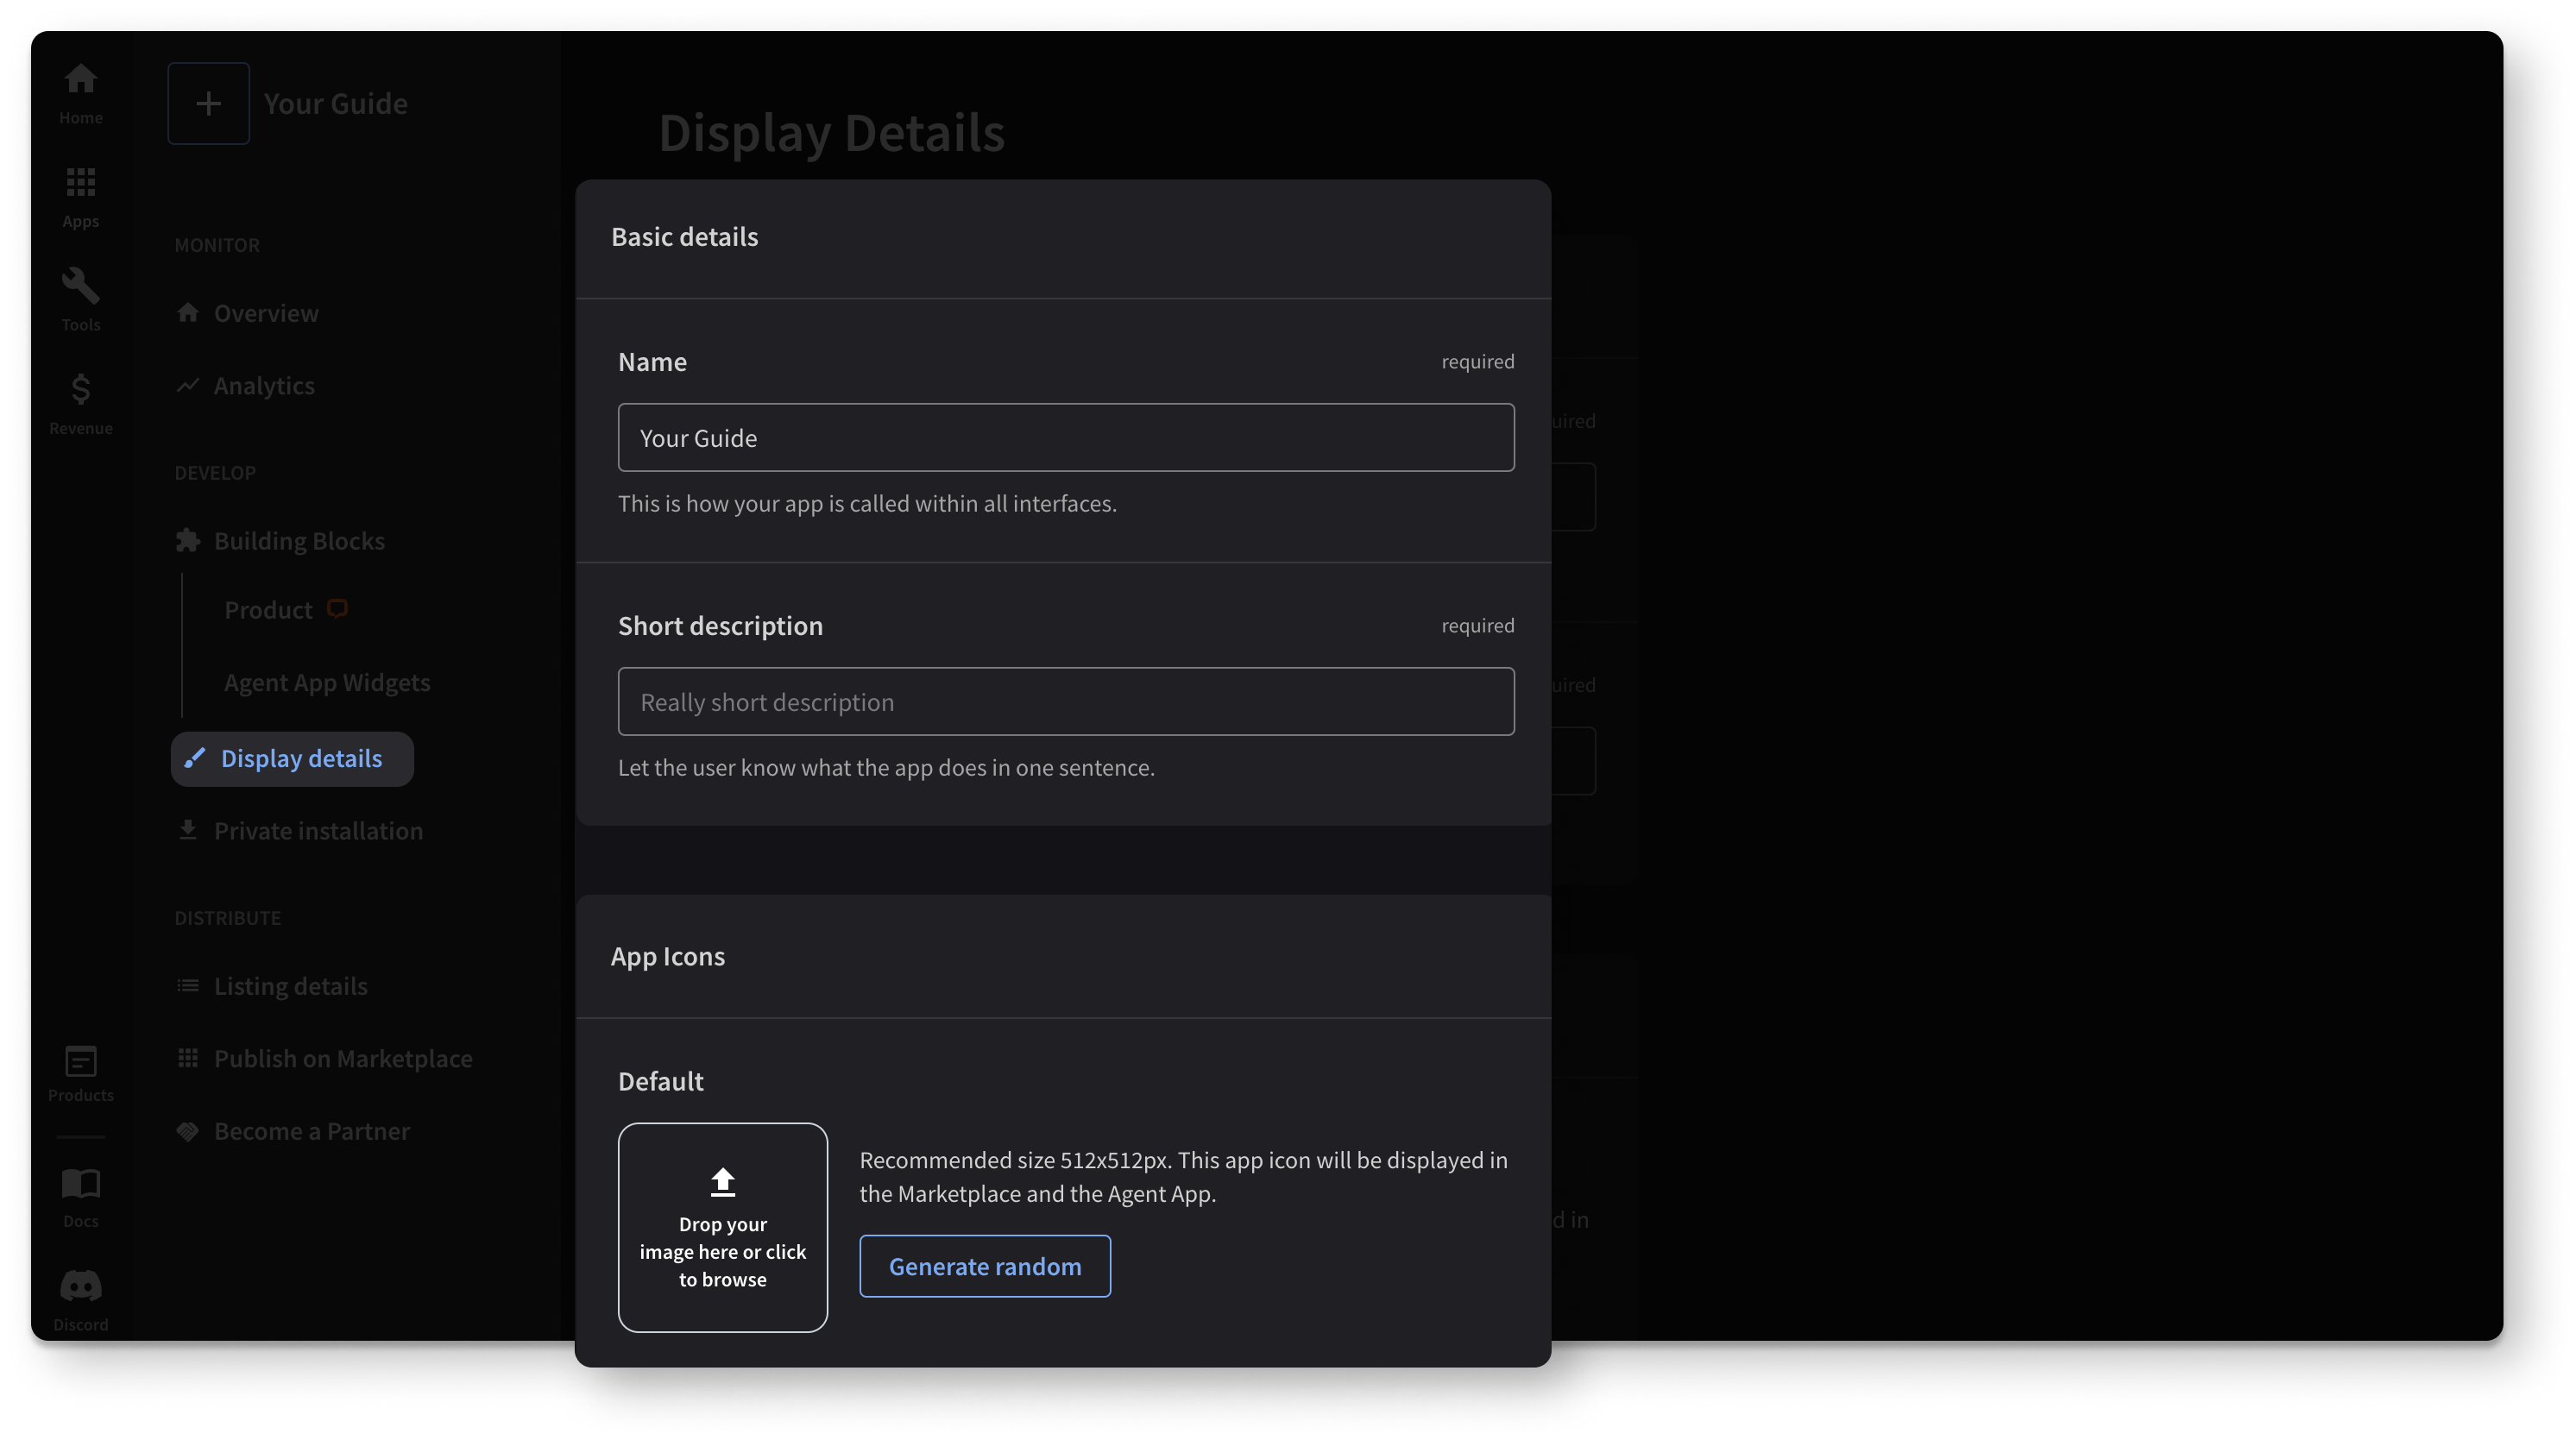 Home
Apps
Tools
Revenue
Products
Docs
Discord
Your Guide
MONITOR
Overview
Analytics
DEVELOP
Building Blocks
Product
Agent App Widgets
Display details
Private installation
DISTRIBUTE
Listing details
Publish on Marketplace
Become a Partner
Display Details
Basic details
Name
required
Your Guide
This is how your app is called within all interfaces.
Short description
required
Really short description
Let the user know what the app does in one sentence.
App Icons
Default
Drop your
image here or click
to browse
Recommended size 512x512px. This app icon will be displayed in
the Marketplace and the Agent App.
Generate random
uired
uired
d in